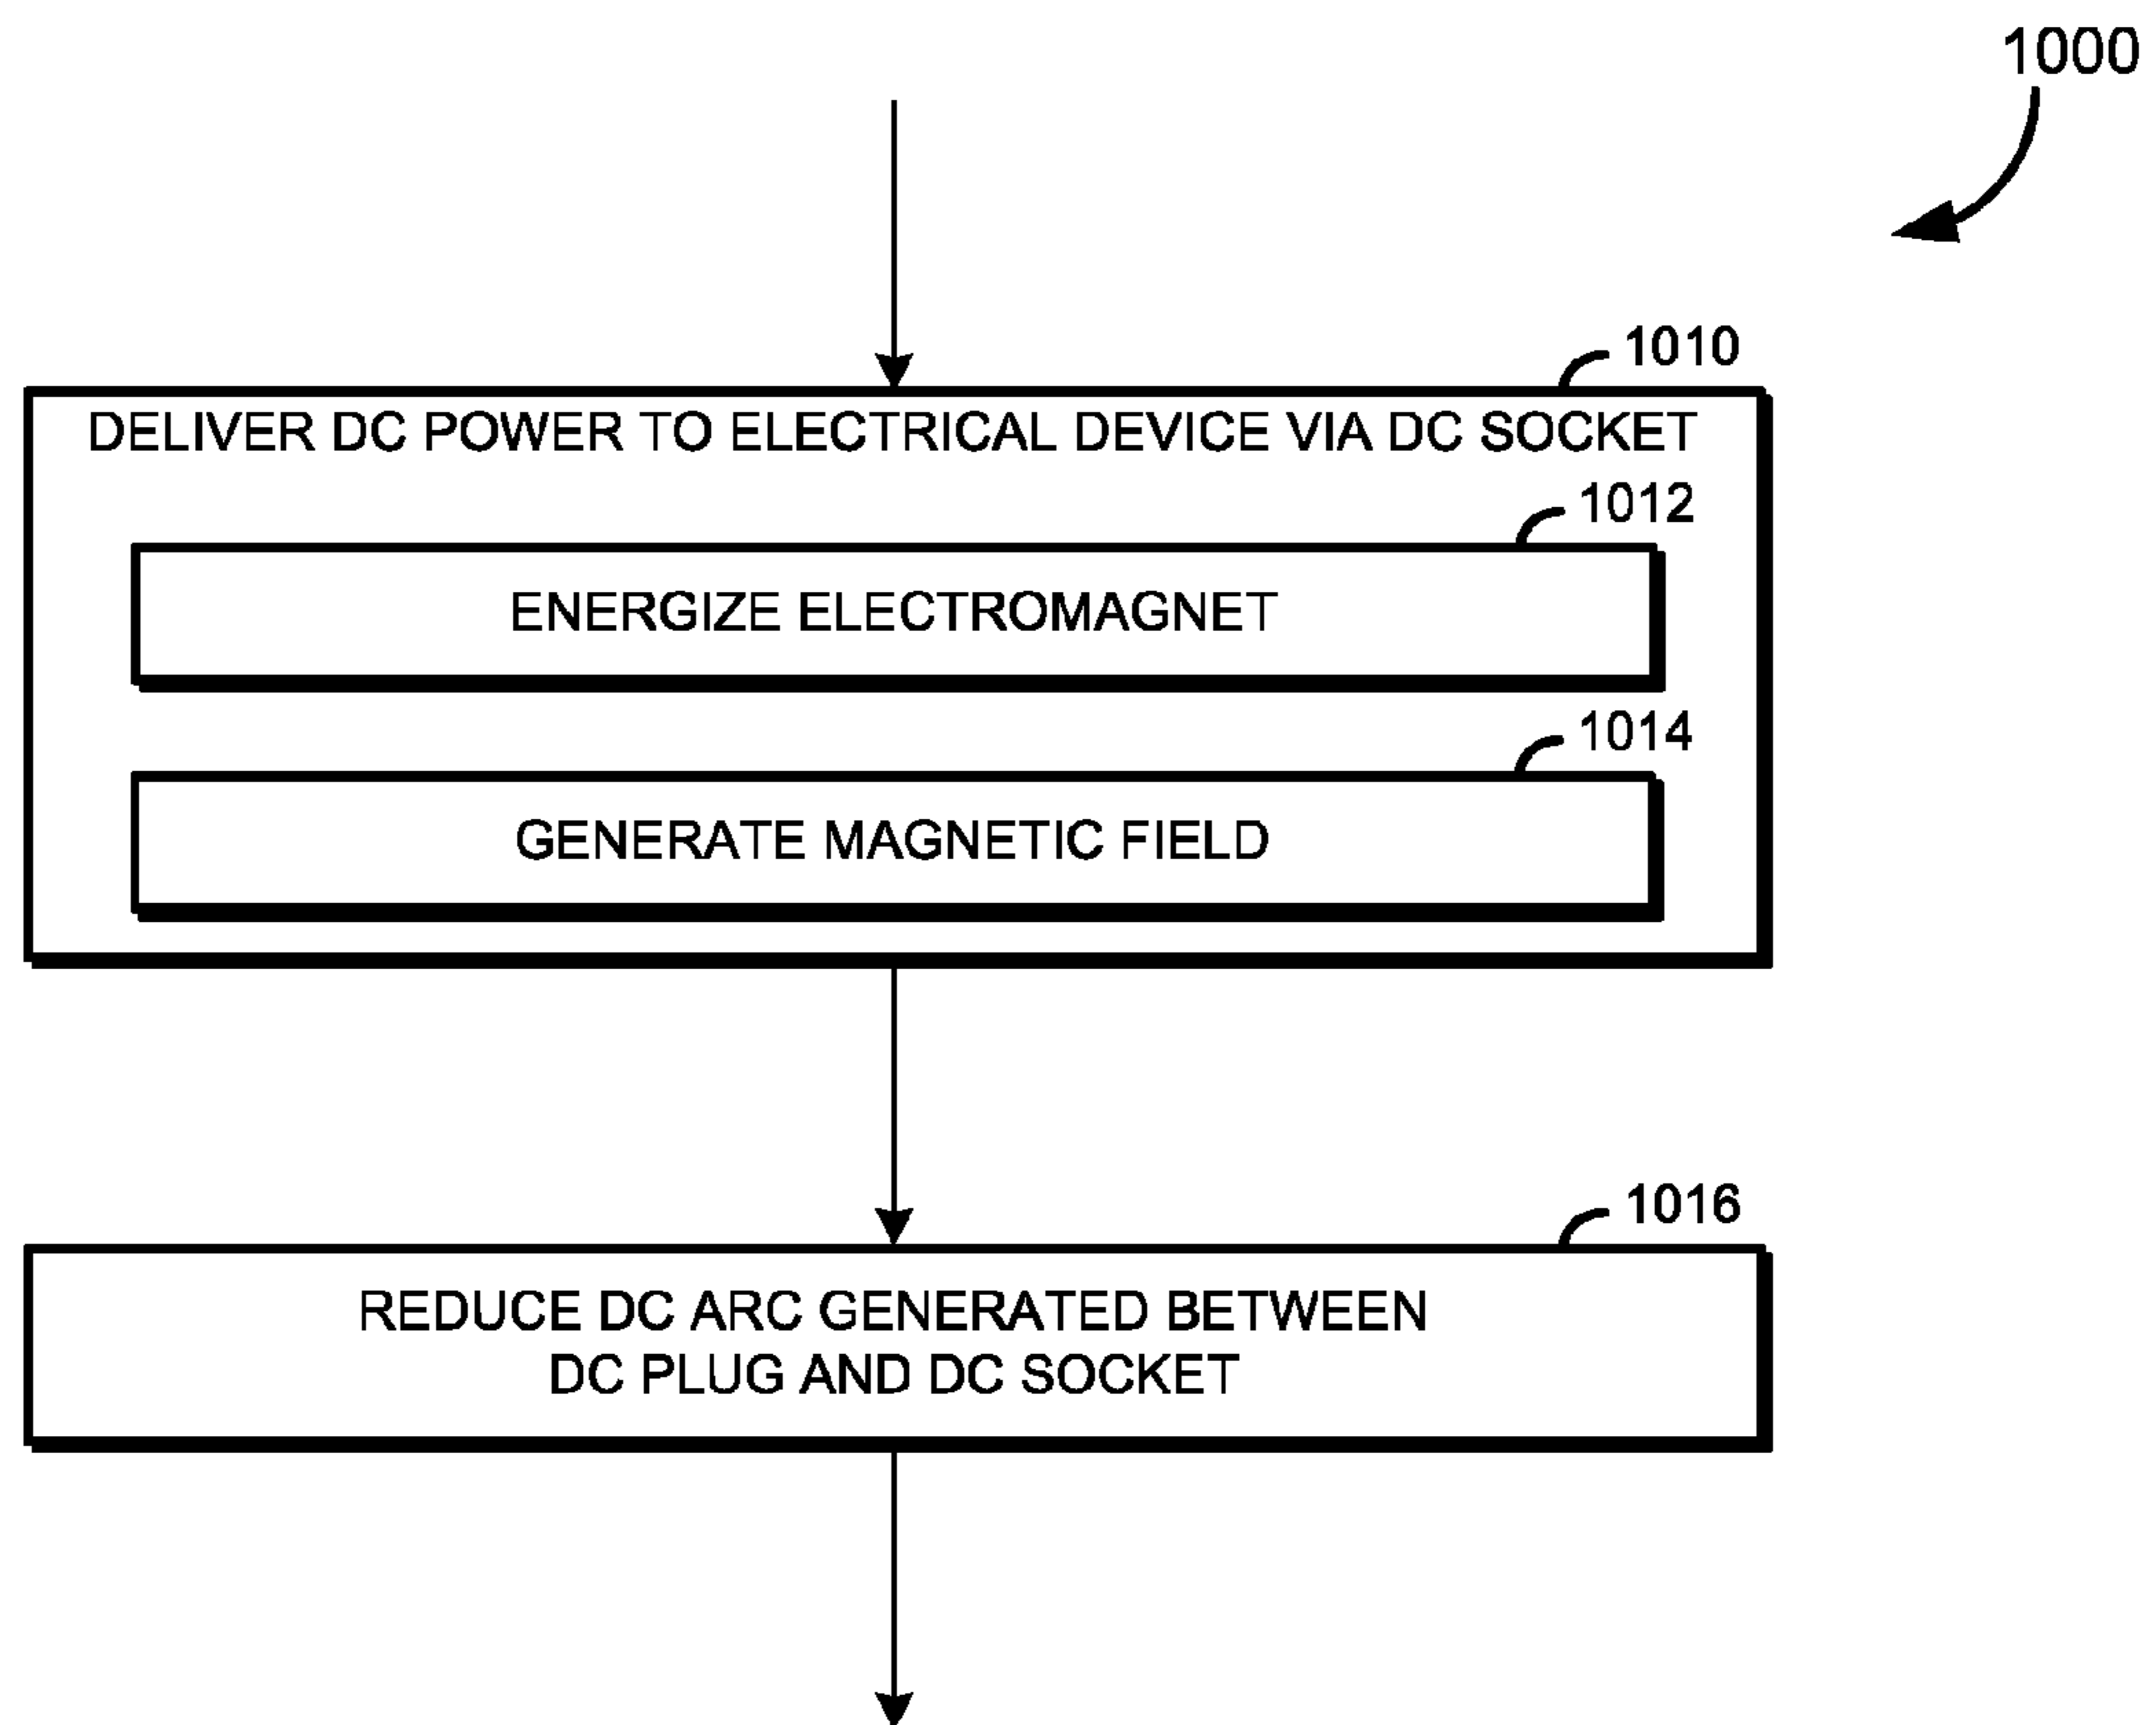 1000
1010
DELIVER DC POWER TO ELECTRICAL DEVICE VIA DC SOCKET
1012
ENERGIZE ELECTROMAGNET
1014
GENERATE MAGNETIC FIELD
1016
REDUCE DC ARC GENERATED BETWEEN
DC PLUG AND DC SOCKET